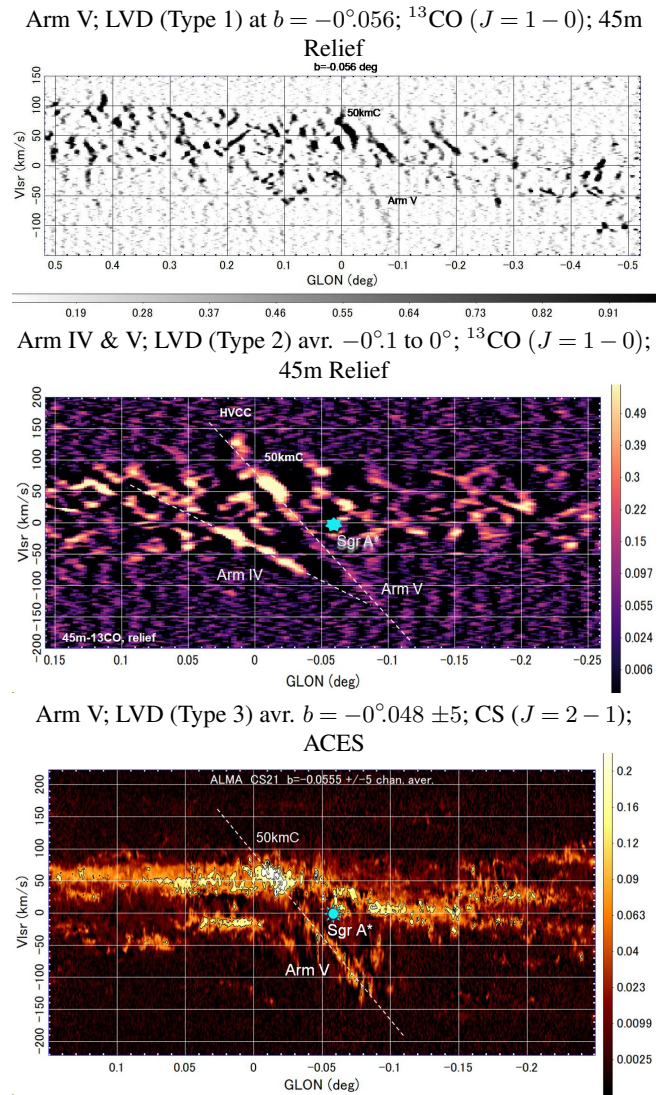 Arm V; LVD (Type 1) at b = −0°.056; ¹³CO (J = 1 − 0); 45m
Relief
b=-0.056 deg
150
100
50
0
−50
−100
Vlsr (km/s)
50kmC
Arm V
0.5 0.4 0.3 0.2 0.1 0 -0.1 -0.2 -0.3 -0.4 -0.5
GLON (deg)
0.19 0.28 0.37 0.46 0.55 0.64 0.73 0.82 0.91
Arm IV & V; LVD (Type 2) avr. −0°.1 to 0°; ¹³CO (J = 1 − 0);
45m Relief
200
150
100
50
0
−50
−100
−150
−200
Vlsr (km/s)
HVCC
50kmC
Sgr A*
Arm IV
Arm V
45m-13CO, relief
0.15 0.1 0.05 0 -0.05 -0.1 -0.15 -0.2 -0.25
GLON (deg)
0.49
0.4
0.3
0.2
0.15
0.097
0.055
0.024
0.006
Arm V; LVD (Type 3) avr. b = −0°.048 ±5; CS (J = 2 − 1);
ACES
ALMA CS21 b=-0.0555 +/-5 chan. aver.
200
150
100
50
0
−50
−100
−150
−200
Vlsr (km/s)
50kmC
Sgr A*
Arm V
0.1 0.05 0 -0.05 -0.1 -0.15 -0.2
GLON (deg)
0.2
0.16
0.12
0.09
0.063
0.04
0.022
0.0099
0.0025